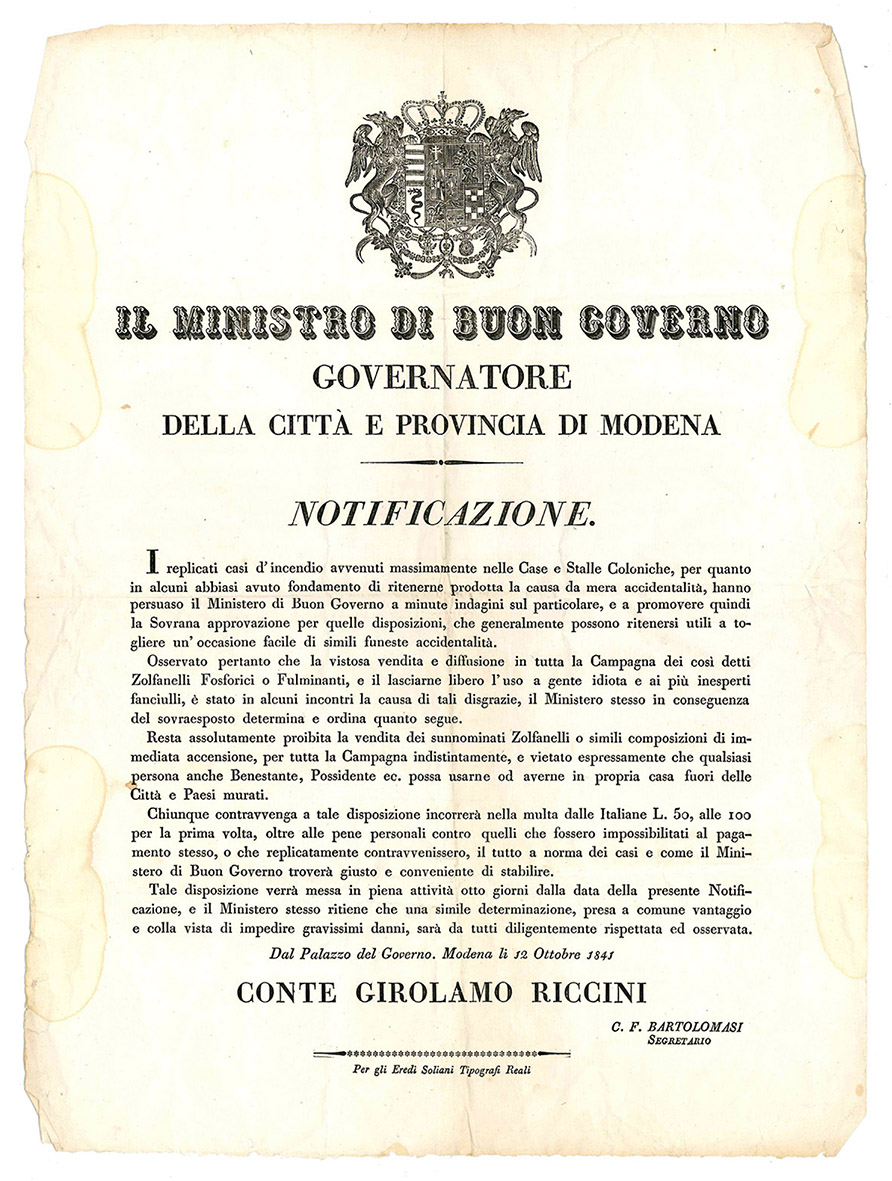 IL MINISTRO DI BUON GOVERNO
GOVERNATORE
DELLA CITTÀ E PROVINCIA DI MODENA
NOTIFICAZIONE.
I replicati casi d'incendio avvenuti massimamente nelle Case e Stalle Coloniche, per quanto
in alcuni abbiasi avuto fondamento di ritenerne prodotta la causa da mera accidentalità, hanno
persuaso il Ministero di Buon Governo a minute indagini sul particolare, e a promovere quindi
la Sovrana approvazione per quelle disposizioni, che generalmente possono ritenersi utili a to-
gliere un' occasione facile di simili funeste accidentalità.
Osservato pertanto che la vistosa vendita e diffusione in tutta la Campagna dei così detti
Zolfanelli Fosforici o Fulminanti, e il lasciarne libero l'uso a gente idiota e ai più inesperti
fanciulli, è stato in alcuni incontri la causa di tali disgrazie, il Ministero stesso in conseguenza
del sovraesposto determina e ordina quanto segue.
Resta assolutamente proibita la vendita dei sunnominati Zolfanelli o simili composizioni di im-
mediata accensione, per tutta la Campagna indistintamente, e vietato espressamente che qualsiasi
persona anche Benestante, Possidente ec. possa usarne od averne in propria casa fuori delle
Città e Paesi murati.
Chiunque contravvenga a tale disposizione incorrerà nella multa dalle Italiane L. 50, alle 100
per la prima volta, oltre alle pene personali contro quelli che fossero impossibilitati al paga-
mento stesso, o che replicatamente contravvenissero, il tutto a norma dei casi e come il Mini-
stero di Buon Governo troverà giusto e conveniente di stabilire.
Tale disposizione verrà messa in piena attività otto giorni dalla data della presente Notifi-
cazione, e il Ministero stesso ritiene che una simile determinazione, presa a comune vantaggio
e colla vista di impedire gravissimi danni, sarà da tutti diligentemente rispettata ed osservata.
Dal Palazzo del Governo. Modena li 12 Ottobre 1841
CONTE GIROLAMO RICCINI
C. F. BARTOLOMASI
SEGRETARIO
Per gli Eredi Soliani Tipografi Reali